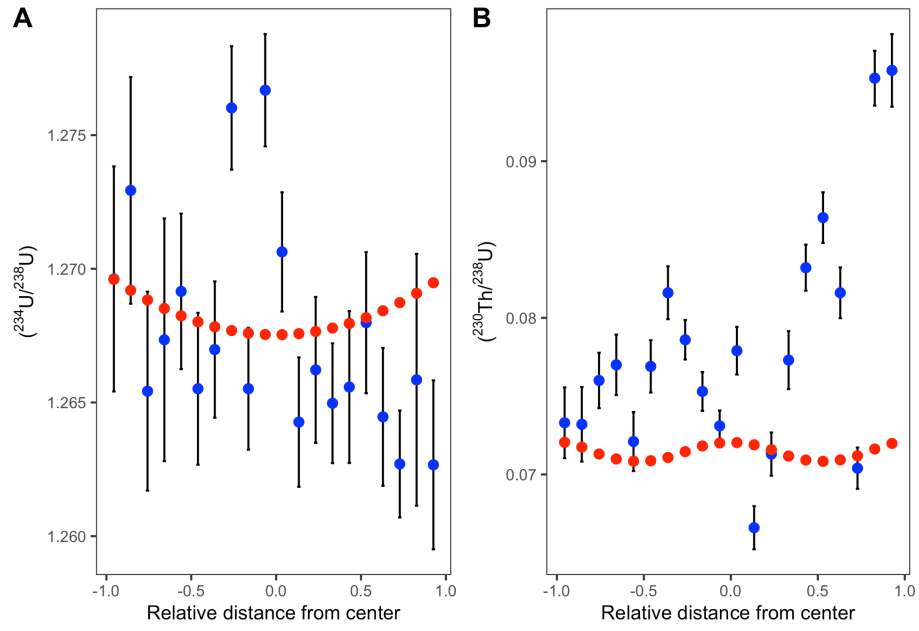 A
B
(²³⁴U/²³⁸U)
1.275
1.270
1.265
1.260
-1.0 -0.5 0.0 0.5 1.0
Relative distance from center
(²³⁰Th/²³⁸U)
0.09
0.08
0.07
-1.0 -0.5 0.0 0.5 1.0
Relative distance from center